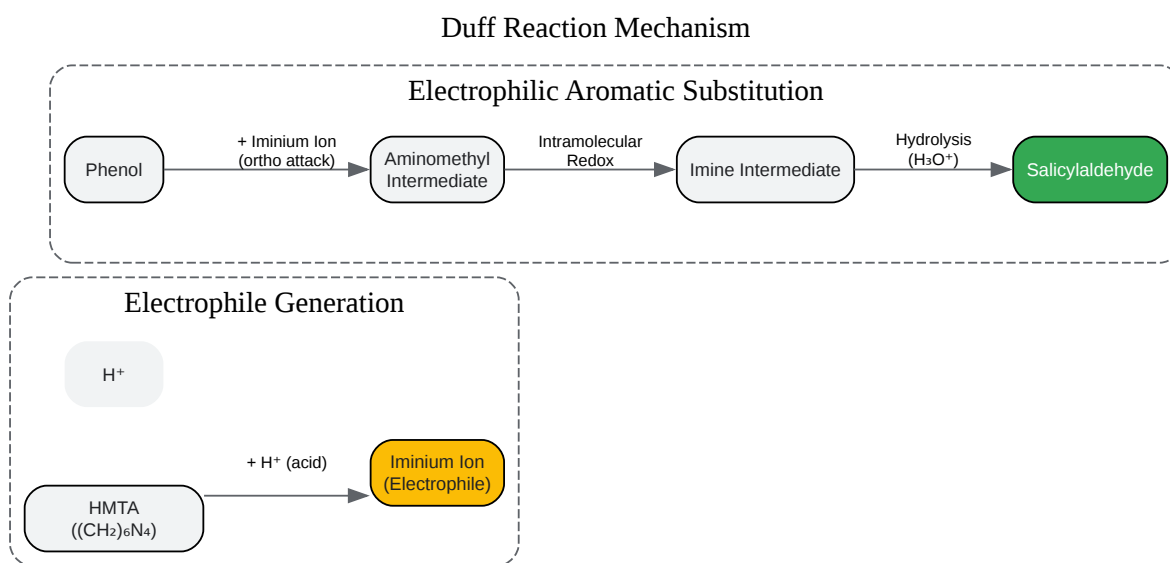 Duff Reaction Mechanism
Electrophilic Aromatic Substitution
Phenol
+ Iminium Ion
(ortho attack)
Aminomethyl
Intermediate
Intramolecular
Redox
Imine Intermediate
Hydrolysis
(H₃O⁺)
Salicylaldehyde
Electrophile Generation
H⁺
HMTA
((CH₂)₆N₄)
+ H⁺ (acid)
Iminium Ion
(Electrophile)